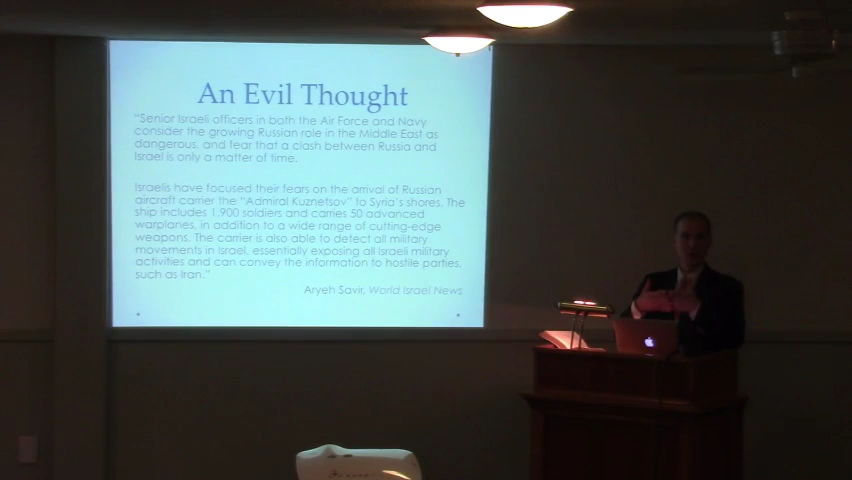 An Evil Thought
"Senior Israeli officers in both the Air Force and Navy
consider the growing Russian role in the Middle East as
dangerous, and fear that a clash between Russia and
Israel is only a matter of time.
Israelis have focused their fears on the arrival of Russian
aircraft carrier the "Admiral Kuznetsov" to Syria's shores. The
ship includes 1,900 soldiers and carries 50 advanced
warplanes, in addition to a wide range of cutting-edge
weapons. The carrier is also able to detect all military
movements in Israel, essentially exposing all Israeli military
activities and can convey the information to hostile parties,
such as Iran."
Aryeh Savir, World Israel News